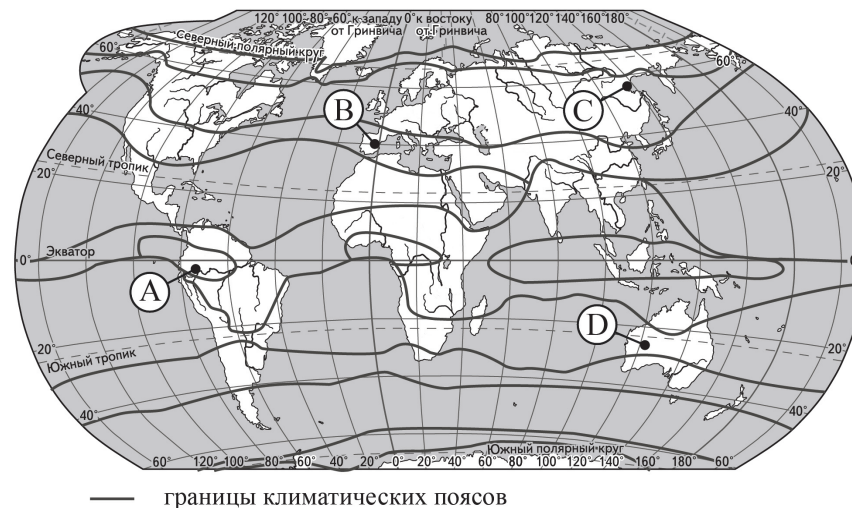 120° 100° 80° 60° к западу 0° к востоку 80° 100° 120° 140° 160° 180°
от Гринвича от Гринвича
Северный полярный круг
60° 60°
B C
40° 40°
Северный тропик
20° 20°
Экватор
0° 0°
A
D
20° 20°
Южный тропик
40° 40°
Южный полярный круг
60° 120° 100° 80° 60° 40° 20° 0° 20° 40° 60° 80° 100° 120° 140° 160° 180° 60°
границы климатических поясов